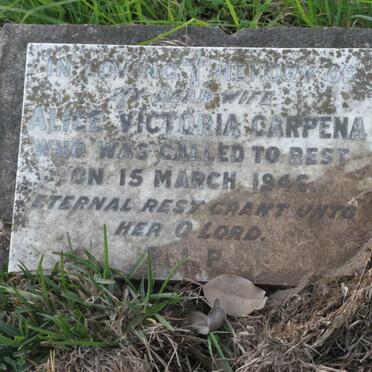 IN LOVING MEMORY OF
MY DEAR WIFE
ALICE VICTORIA CARPENA
WHO WAS CALLED TO REST
ON 15 MARCH 1946.
ETERNAL REST GRANT UNTO
HER O LORD.
R. I. P.